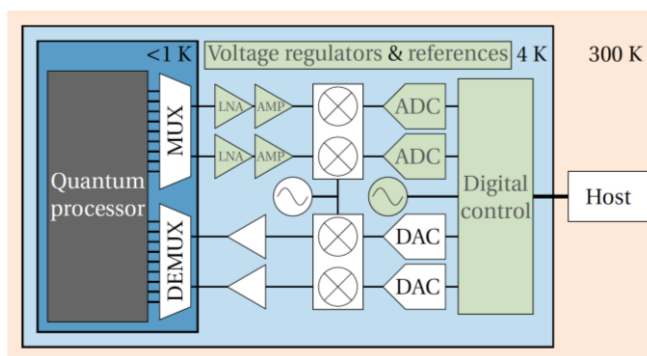 <1 K
Voltage regulators & references
4 K
300 K
LNA
AMP
ADC
LNA
AMP
ADC
MUX
Quantum
processor
Digital
control
Host
DEMUX
DAC
DAC